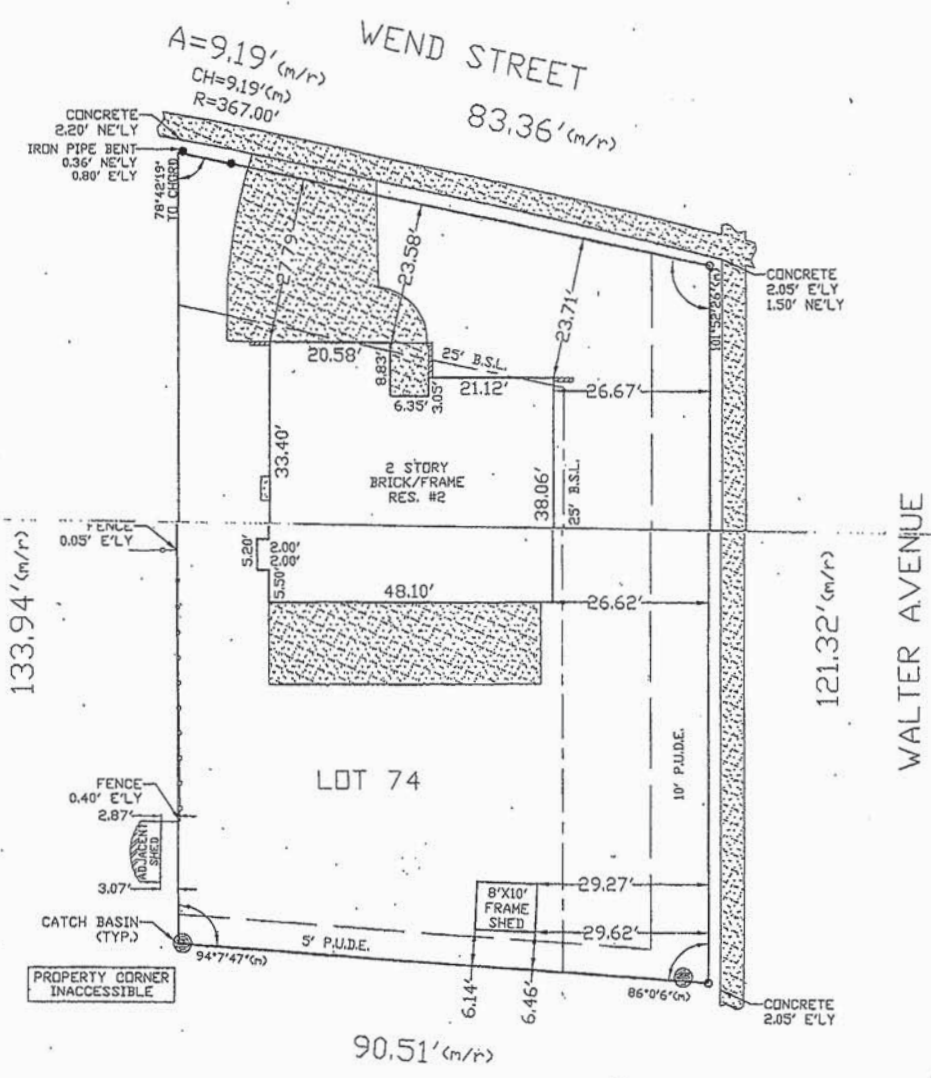 WEND STREET
A=9.19'(m/r)
CH=9.19'(m)
R=367.00'
83.36'(m/r)
CONCRETE
2.20' NE'LY
IRON PIPE BENT
0.36' NE'LY
0.80' E'LY
78°42'19"
TO CHORD
27.79
23.58'
23.71'
CONCRETE
2.05' E'LY
1.50' NE'LY
101°52'26"(m)
20.58'
8.83'
25' B.S.L.
21.12'
26.67'
6.35'
3.05'
33.40'
2 STORY
BRICK/FRAME
RES. #2
38.06'
25' B.S.L.
FENCE
0.05' E'LY
5.20'
2.00'
2.00'
5.50'
48.10'
26.62'
133.94'(m/r)
121.32'(m/r)
WALTER AVENUE
LOT 74
10' P.U.D.E.
FENCE
0.40' E'LY
2.87'
ADJACENT
SHED
3.07'
8'X10'
FRAME
SHED
29.27'
29.62'
CATCH BASIN
(TYP.)
94°7'47"(m)
5' P.U.D.E.
6.14'
6.46'
86°0'6"(m)
PROPERTY CORNER
INACCESSIBLE
CONCRETE
2.05' E'LY
90.51'(m/r)